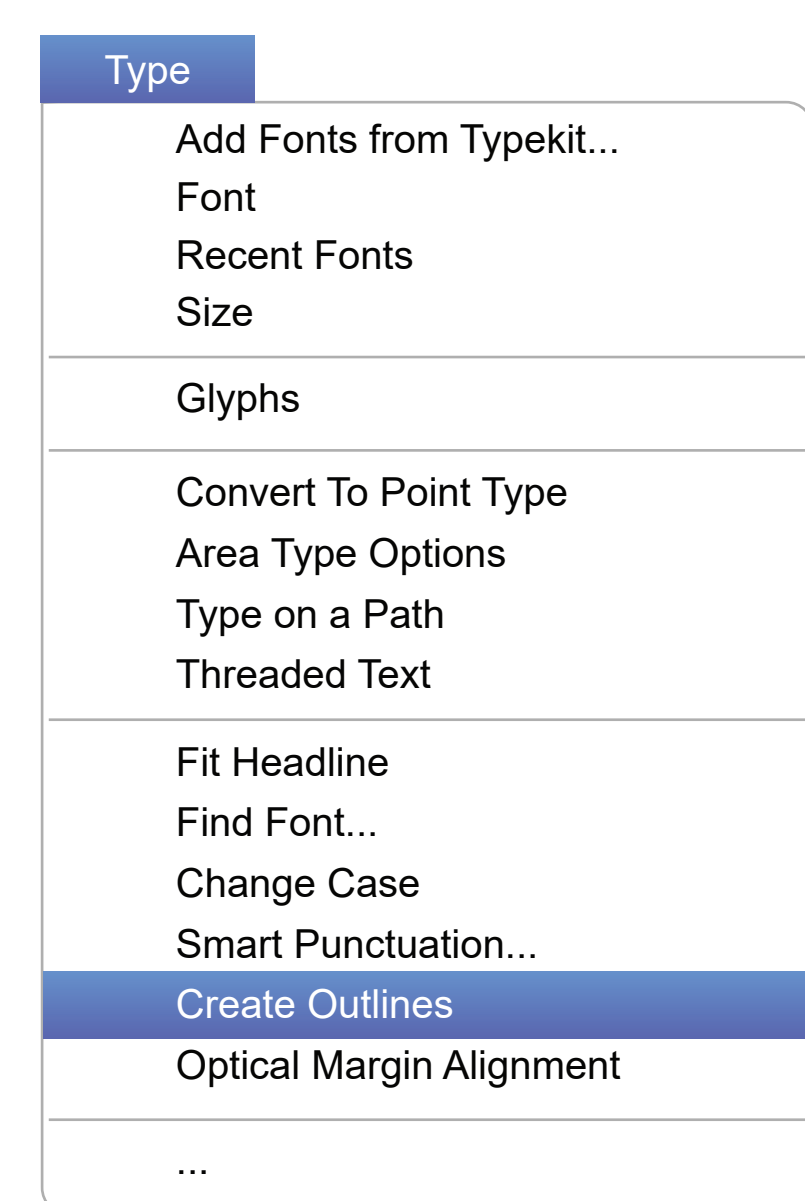 Type
Add Fonts from Typekit...
Font
Recent Fonts
Size
Glyphs
Convert To Point Type
Area Type Options
Type on a Path
Threaded Text
Fit Headline
Find Font...
Change Case
Smart Punctuation...
Create Outlines
Optical Margin Alignment
...